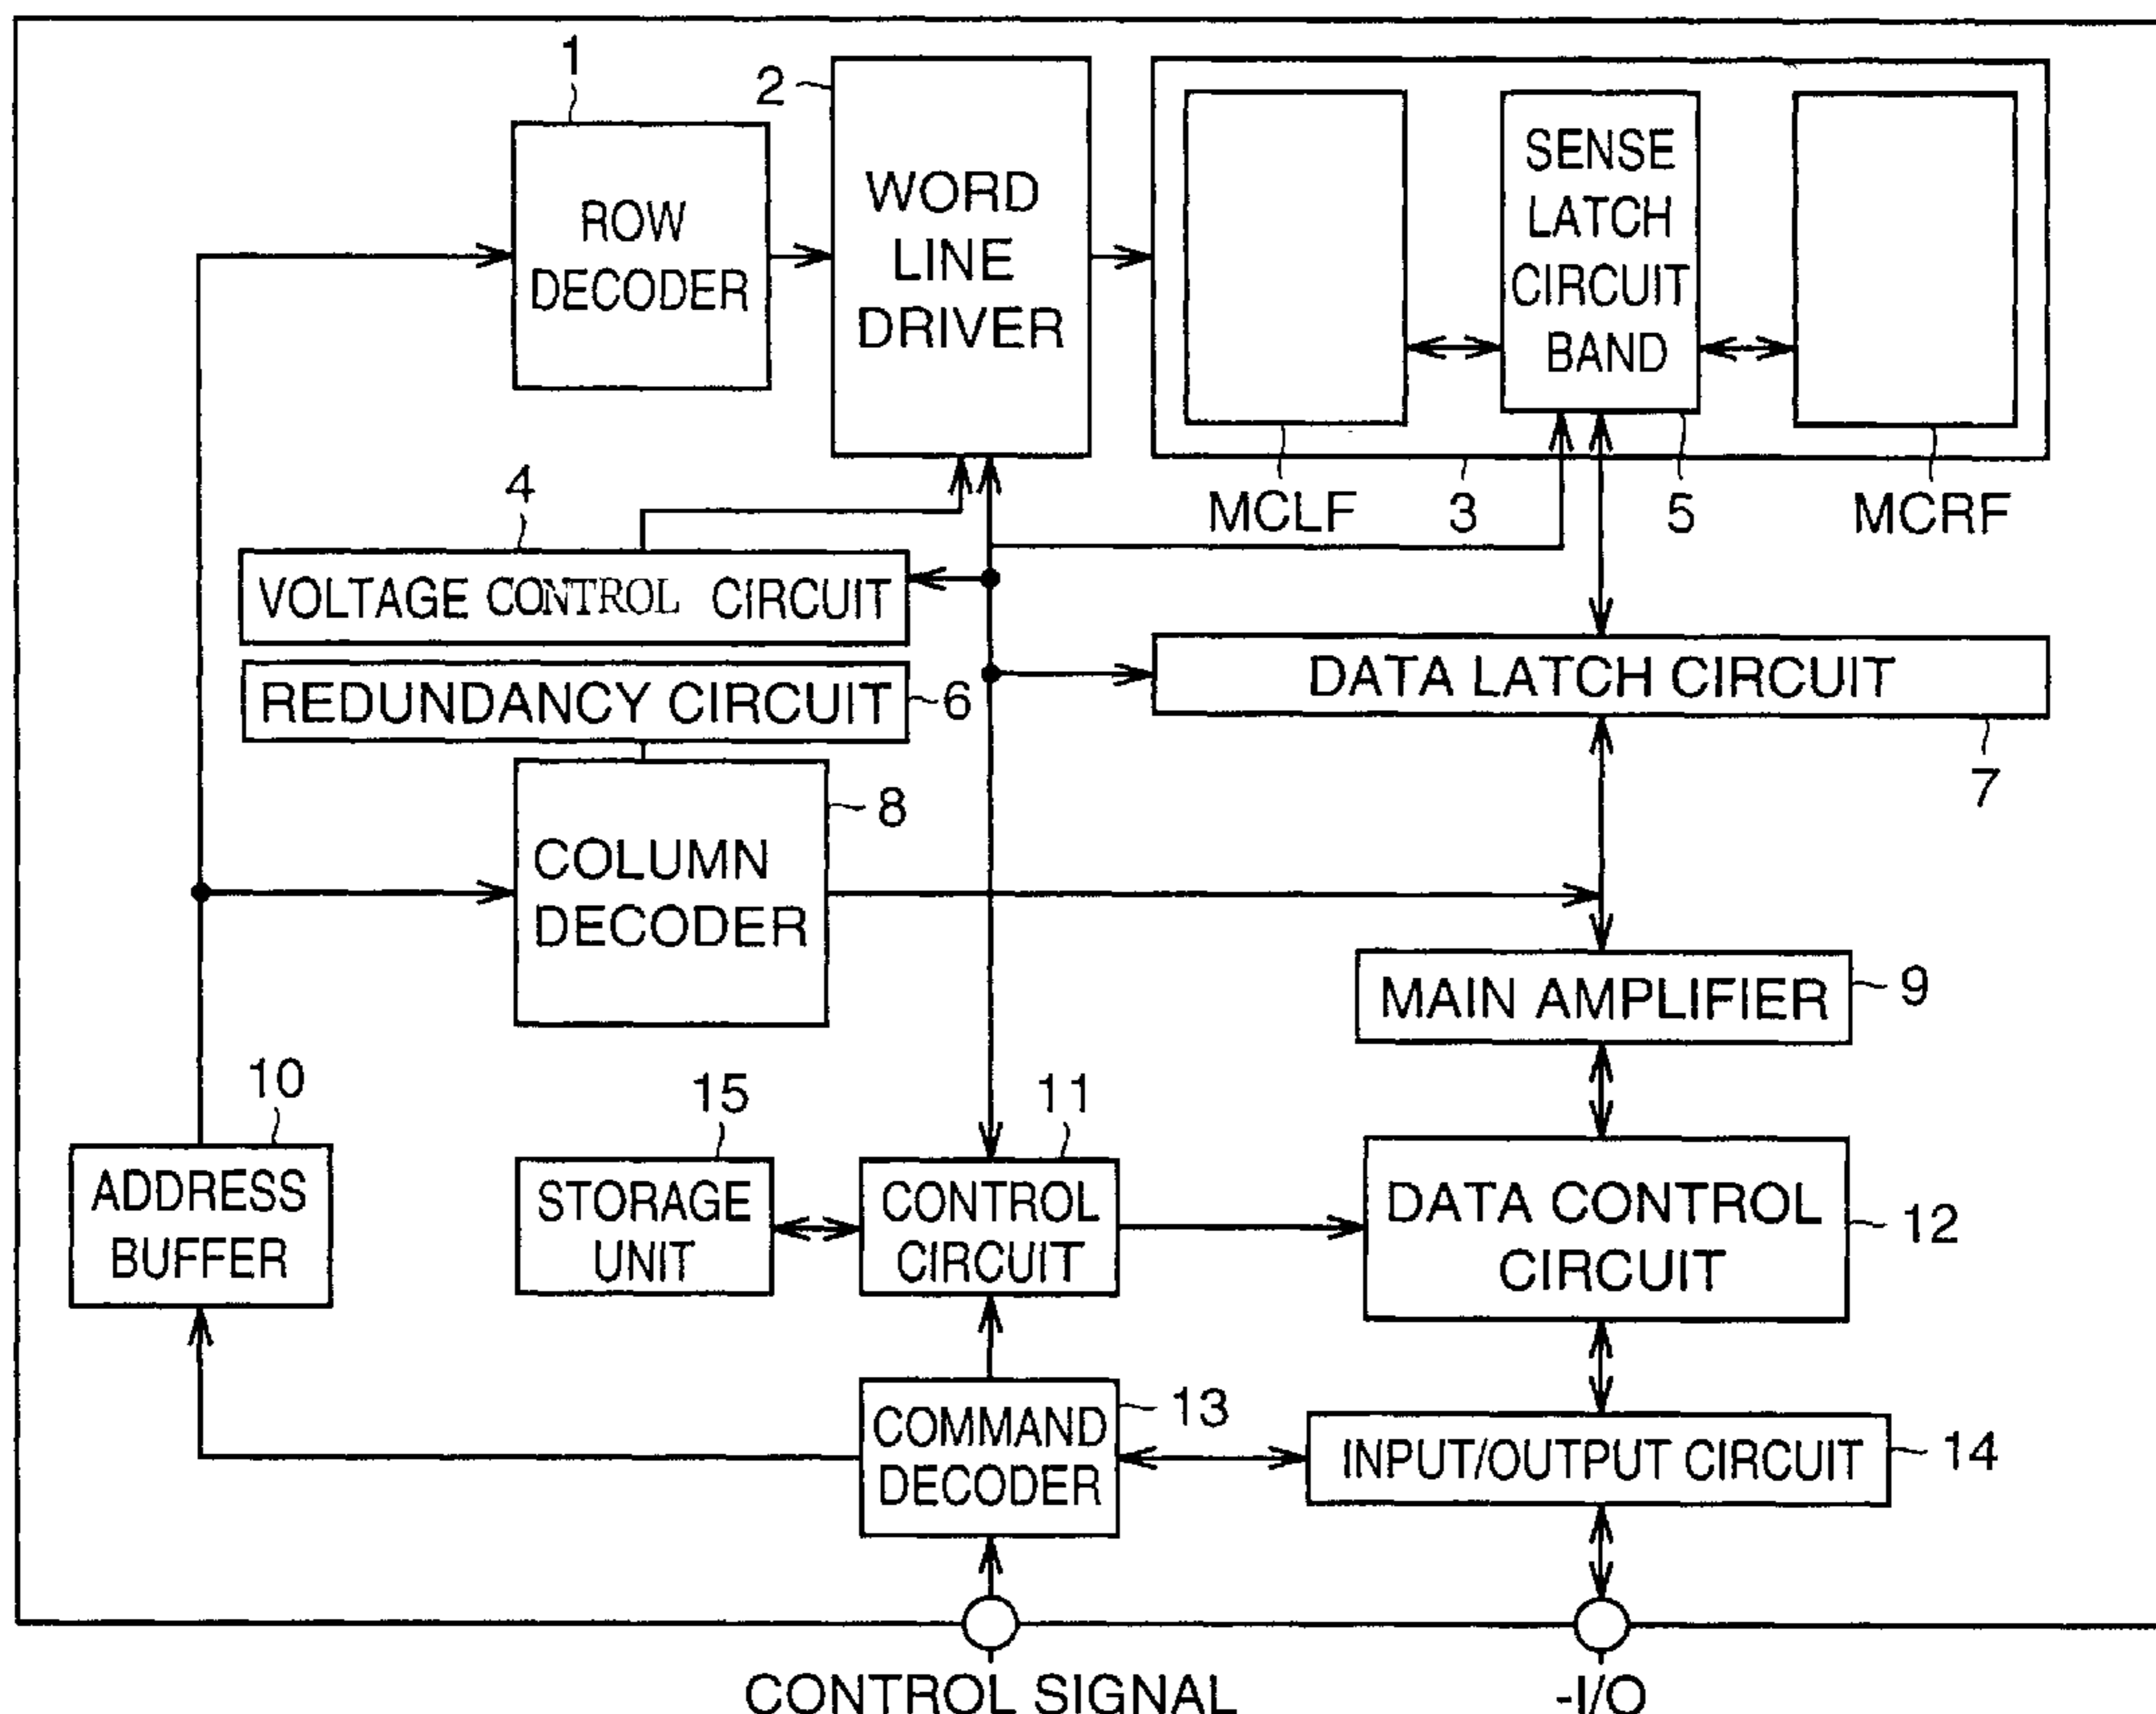 1
2
ROW
DECODER
WORD
LINE
DRIVER
SENSE
LATCH
CIRCUIT
BAND
MCLF
3
5
MCRF
4
VOLTAGE CONTROL CIRCUIT
REDUNDANCY CIRCUIT
6
DATA LATCH CIRCUIT
7
8
COLUMN
DECODER
MAIN AMPLIFIER
9
10
ADDRESS
BUFFER
15
STORAGE
UNIT
11
CONTROL
CIRCUIT
DATA CONTROL
CIRCUIT
12
13
COMMAND
DECODER
INPUT/OUTPUT CIRCUIT
14
CONTROL SIGNAL
-I/O